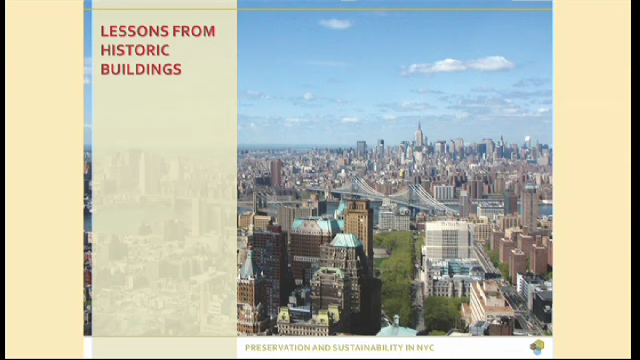 LESSONS FROM
HISTORIC
BUILDINGS
PRESERVATION AND SUSTAINABILITY IN NYC